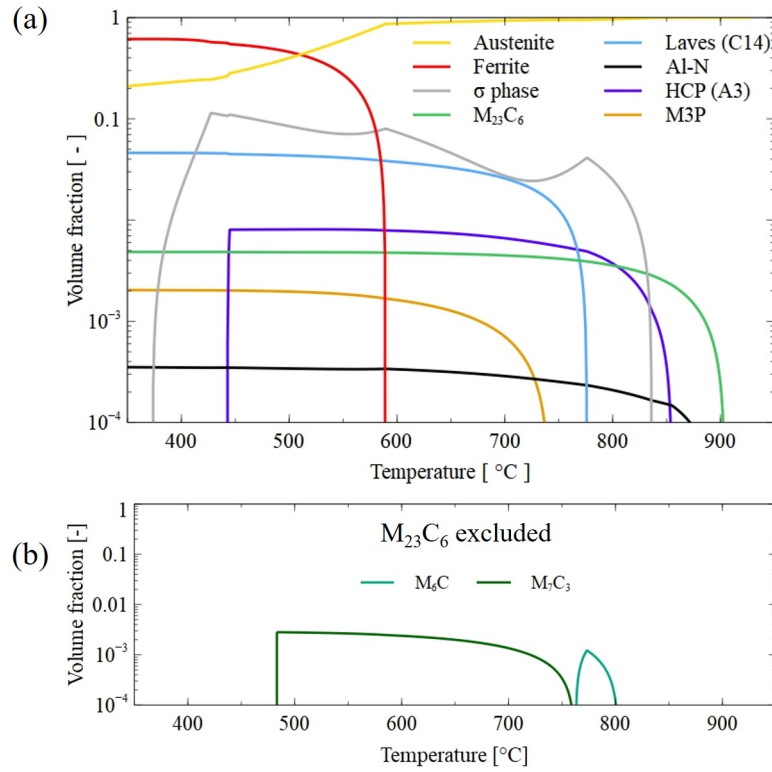 (a)
1
0.1
10⁻³
10⁻⁴
Volume fraction [ - ]
Austenite
Ferrite
σ phase
M₂₃C₆
Laves (C14)
Al-N
HCP (A3)
M3P
400 500 600 700 800 900
Temperature [ °C ]
(b)
1
0.1
0.01
10⁻³
10⁻⁴
Volume fraction [-]
M₂₃C₆ excluded
M₆C M₇C₃
400 500 600 700 800 900
Temperature [°C]